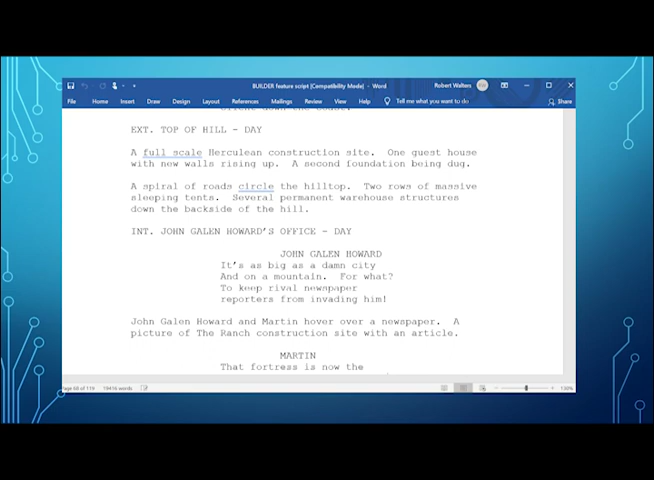 BUILDER feature script [Compatibility Mode] - Word
Robert Walters
RW
File Home Insert Draw Design Layout References Mailings Review View Help Tell me what you want to do Share
EXT. TOP OF HILL - DAY
A full scale Herculean construction site. One guest house
with new walls rising up. A second foundation being dug.
A spiral of roads circle the hilltop. Two rows of massive
sleeping tents. Several permanent warehouse structures
down the backside of the hill.
INT. JOHN GALEN HOWARD'S OFFICE - DAY
JOHN GALEN HOWARD
It's as big as a damn city
And on a mountain. For what?
To keep rival newspaper
reporters from invading him!
John Galen Howard and Martin hover over a newspaper. A
picture of The Ranch construction site with an article.
MARTIN
That fortress is now the
Page 68 of 119 19416 words
130%